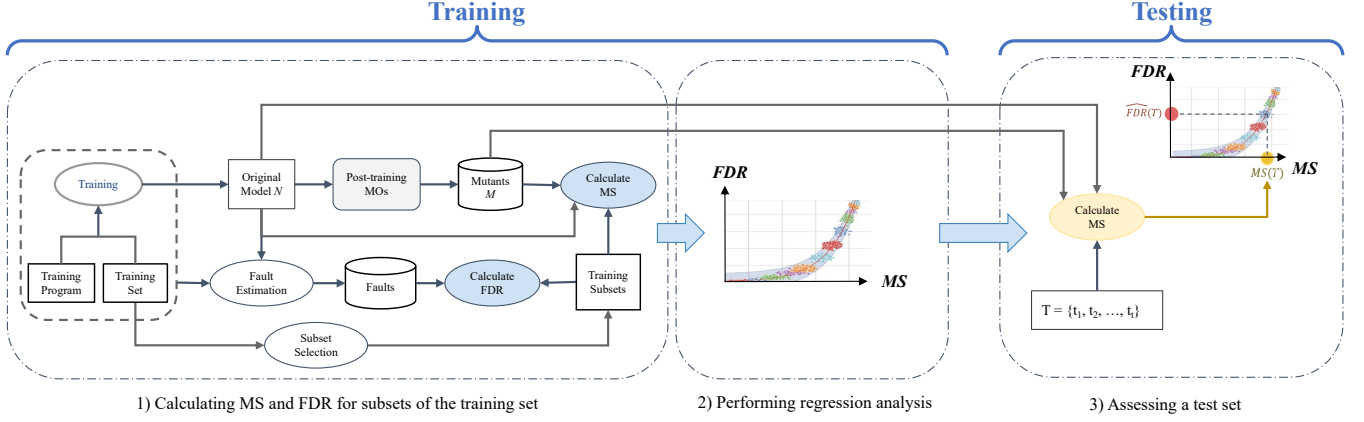 Training
Testing
Training
Training
Program
Training
Set
Original
Model N
Post-training
MOs
Mutants
M
Calculate
MS
Fault
Estimation
Faults
Calculate
FDR
Training
Subsets
Subset
Selection
1) Calculating MS and FDR for subsets of the training set
FDR
MS
2) Performing regression analysis
FDR
\widehat{FDR}(T)
MS
MS(T)
Calculate
MS
T = {t₁, t₂, …, tₜ}
3) Assessing a test set